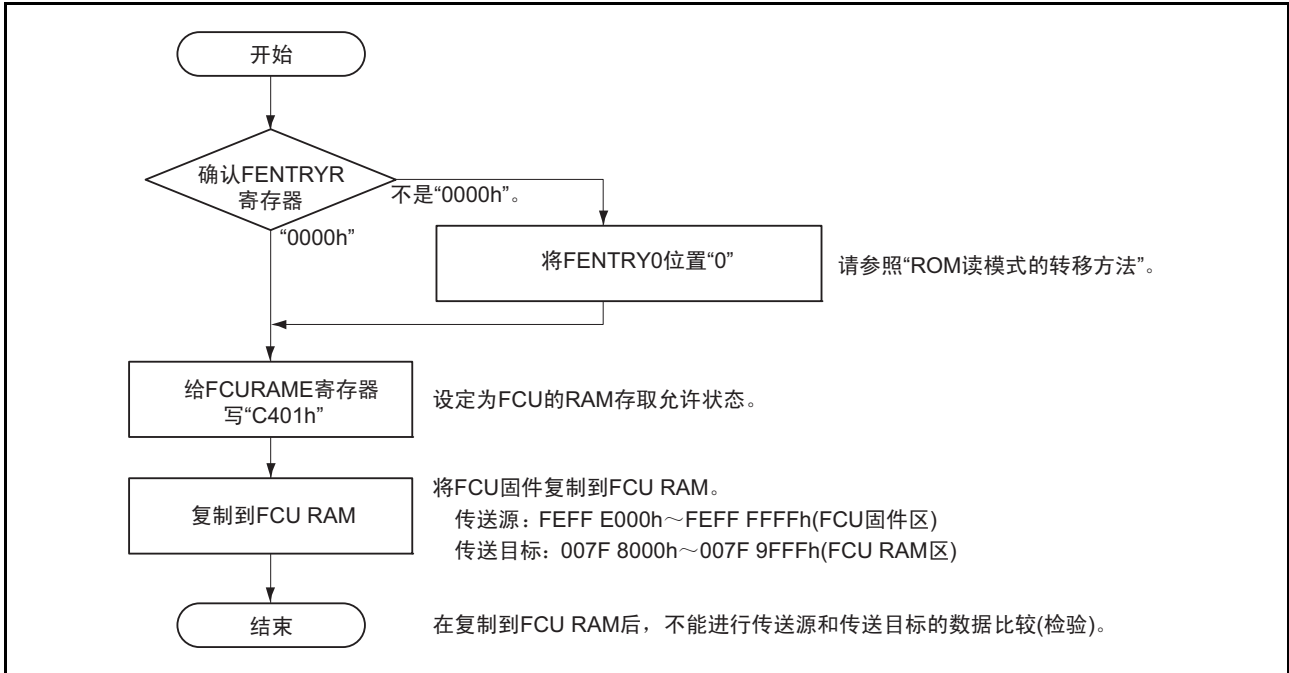 开始
确认FENTRYR
寄存器
不是“0000h”。
“0000h”
将FENTRY0位置“0”
请参照“ROM读模式的转移方法”。
给FCURAME寄存器
写“C401h”
设定为FCU的RAM存取允许状态。
复制到FCU RAM
将FCU固件复制到FCU RAM。
传送源：FEFF E000h～FEFF FFFFh(FCU固件区)
传送目标：007F 8000h～007F 9FFFh(FCU RAM区)
结束
在复制到FCU RAM后，不能进行传送源和传送目标的数据比较(检验)。